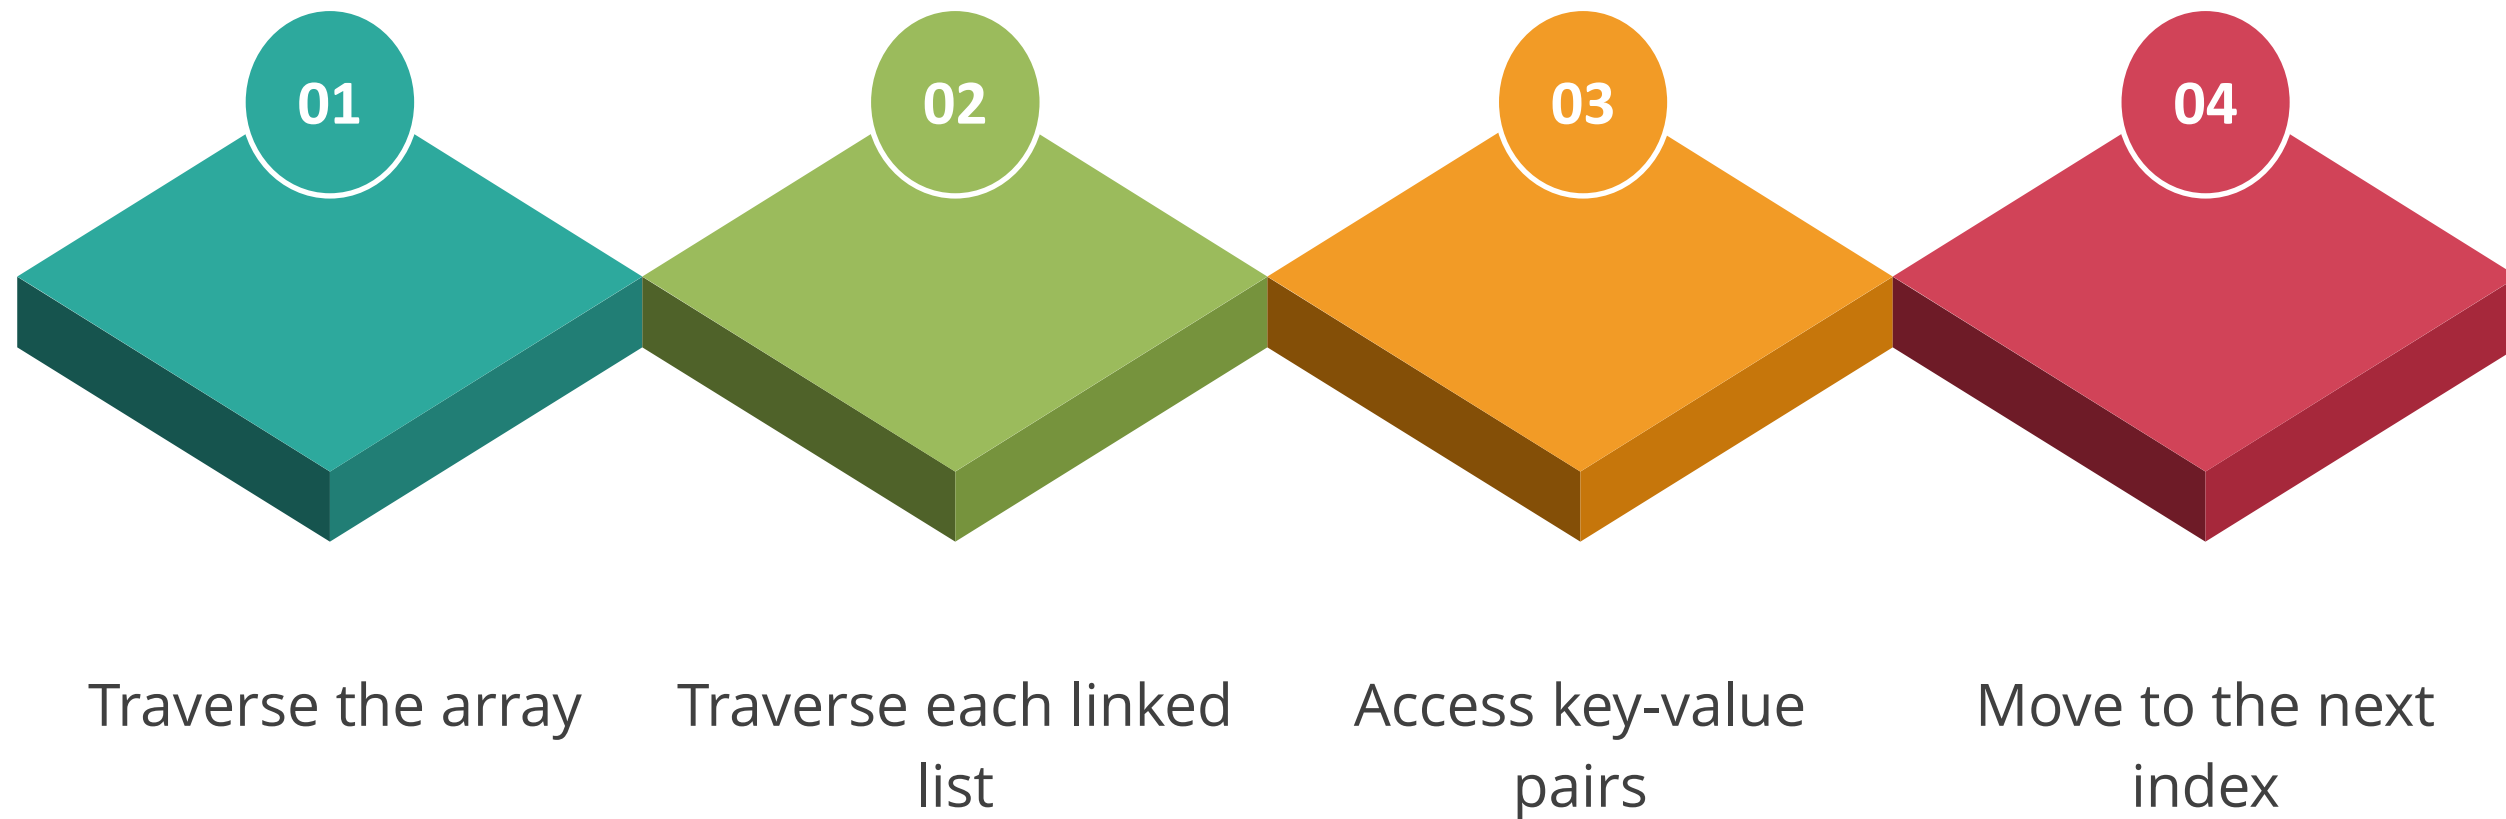 01
02
03
04
Traverse the array
Traverse each linked
list
Access key-value
pairs
Move to the next
index